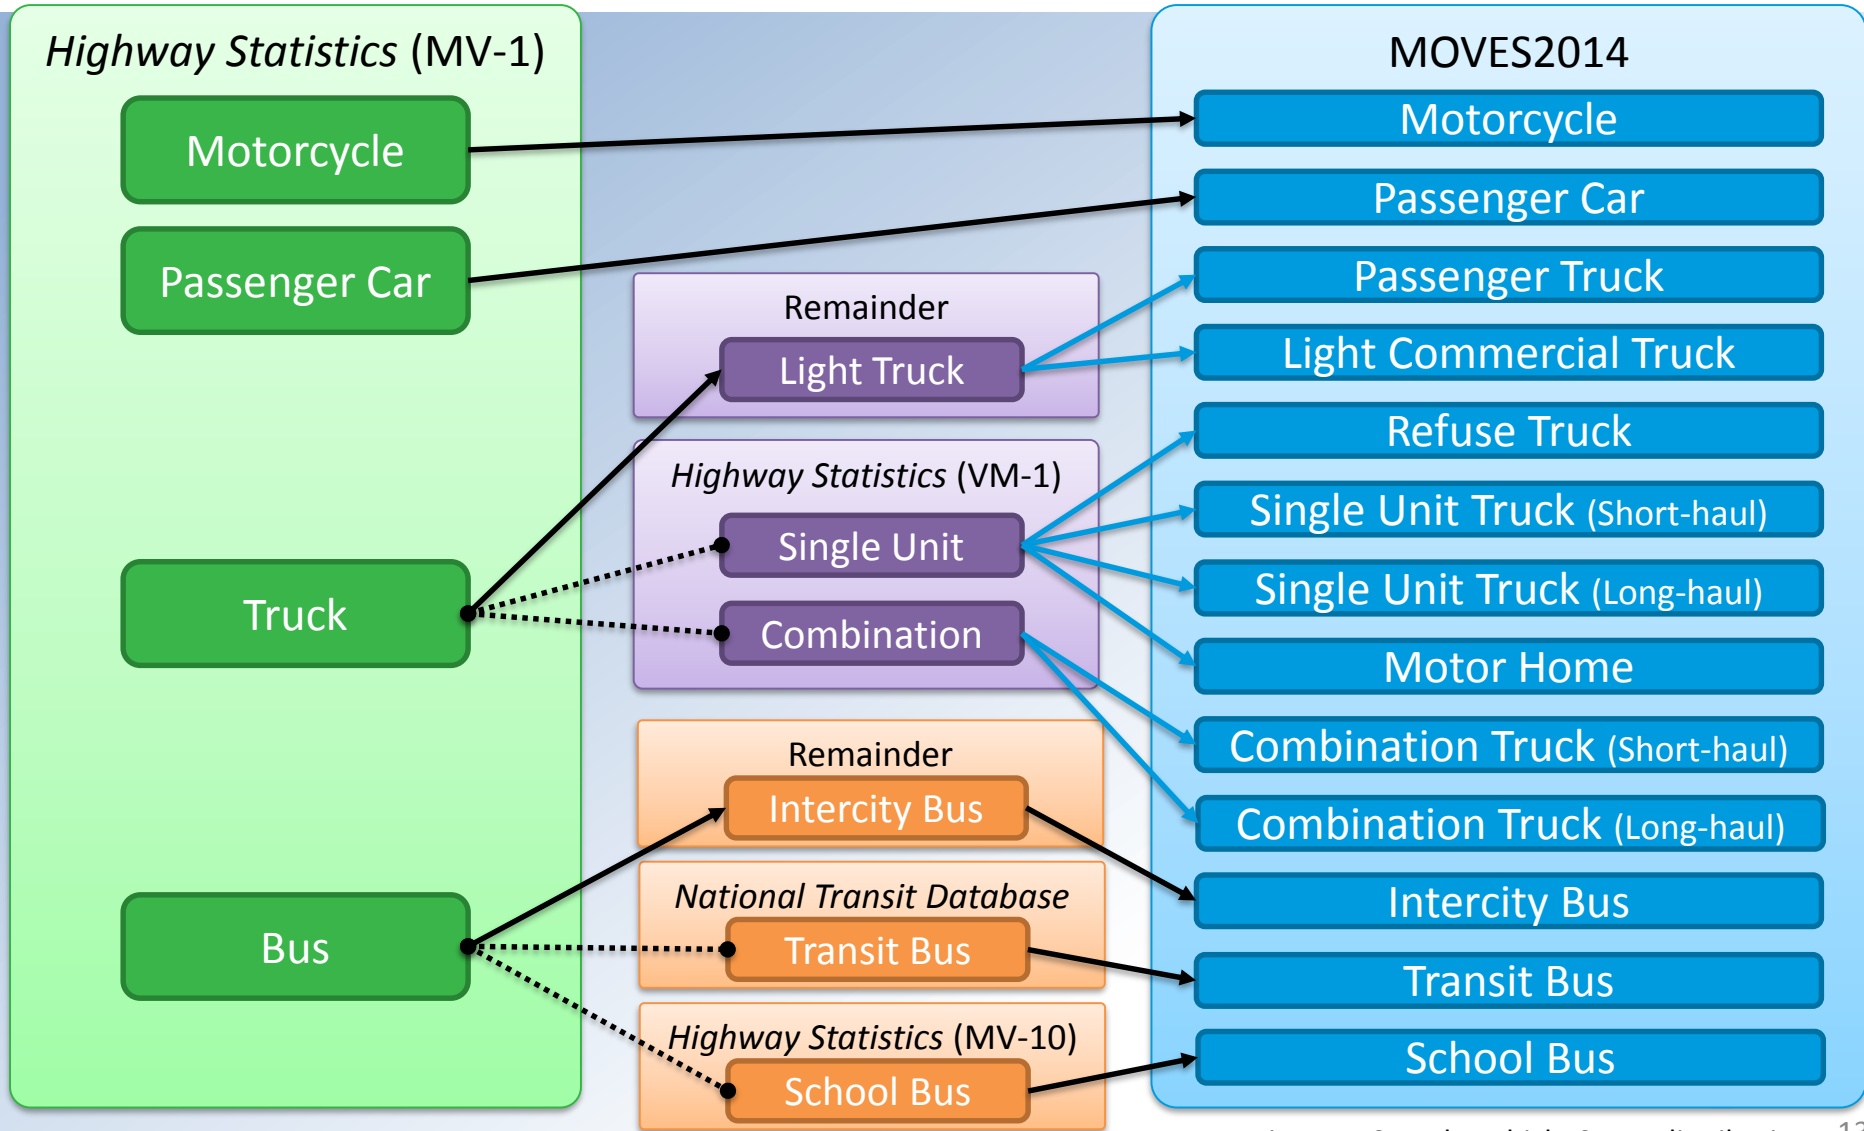 Highway Statistics (MV-1)
Motorcycle
Passenger Car
Truck
Bus
Remainder
Light Truck
Highway Statistics (VM-1)
Single Unit
Combination
Remainder
Intercity Bus
National Transit Database
Transit Bus
Highway Statistics (MV-10)
School Bus
MOVES2014
Motorcycle
Passenger Car
Passenger Truck
Light Commercial Truck
Refuse Truck
Single Unit Truck (Short-haul)
Single Unit Truck (Long-haul)
Motor Home
Combination Truck (Short-haul)
Combination Truck (Long-haul)
Intercity Bus
Transit Bus
School Bus